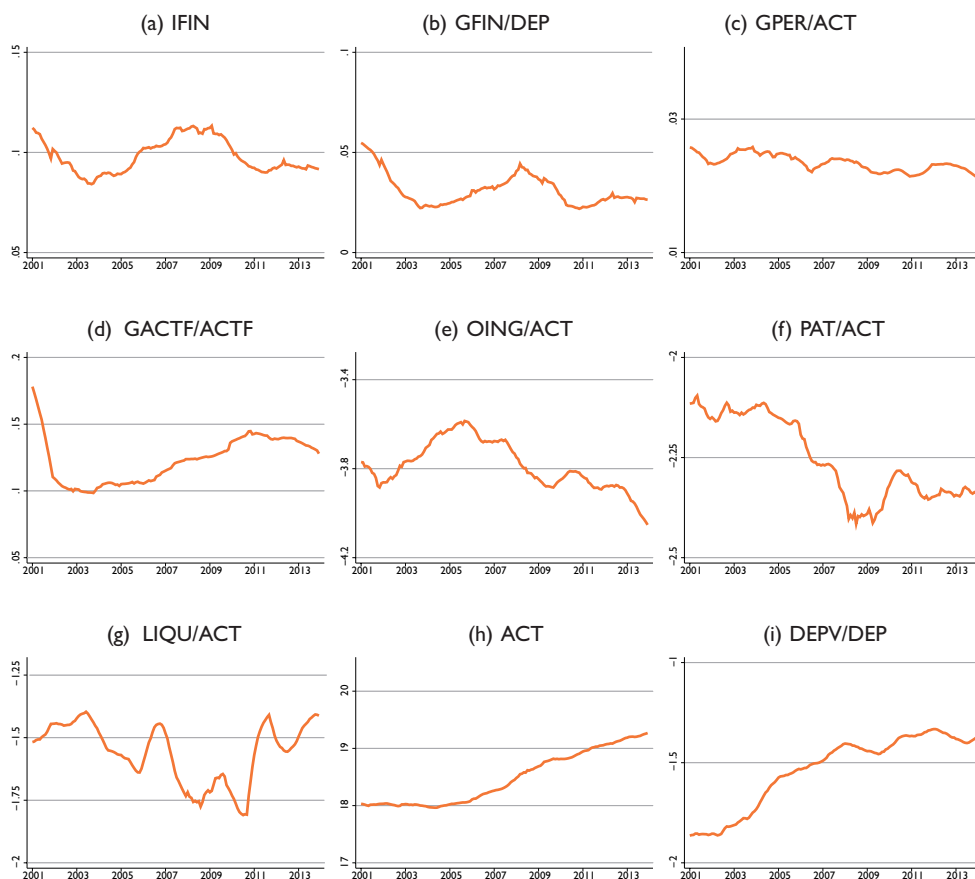 (a) IFIN
(b) GFIN/DEP
(c) GPER/ACT
.15
.1
.05
2001 2003 2005 2007 2009 2011 2013
.1
.05
0
2001 2003 2005 2007 2009 2011 2013
.03
.01
2001 2003 2005 2007 2009 2011 2013
(d) GACTF/ACTF
(e) OING/ACT
(f) PAT/ACT
.2
.15
.1
.05
2001 2003 2005 2007 2009 2011 2013
-3.4
-3.8
-4.2
2001 2003 2005 2007 2009 2011 2013
-2
-2.25
-2.5
2001 2003 2005 2007 2009 2011 2013
(g) LIQU/ACT
(h) ACT
(i) DEPV/DEP
-1.25
-1.5
-1.75
-2
2001 2003 2005 2007 2009 2011 2013
20
19
18
17
2001 2003 2005 2007 2009 2011 2013
-1
-1.5
-2
2001 2003 2005 2007 2009 2011 2013